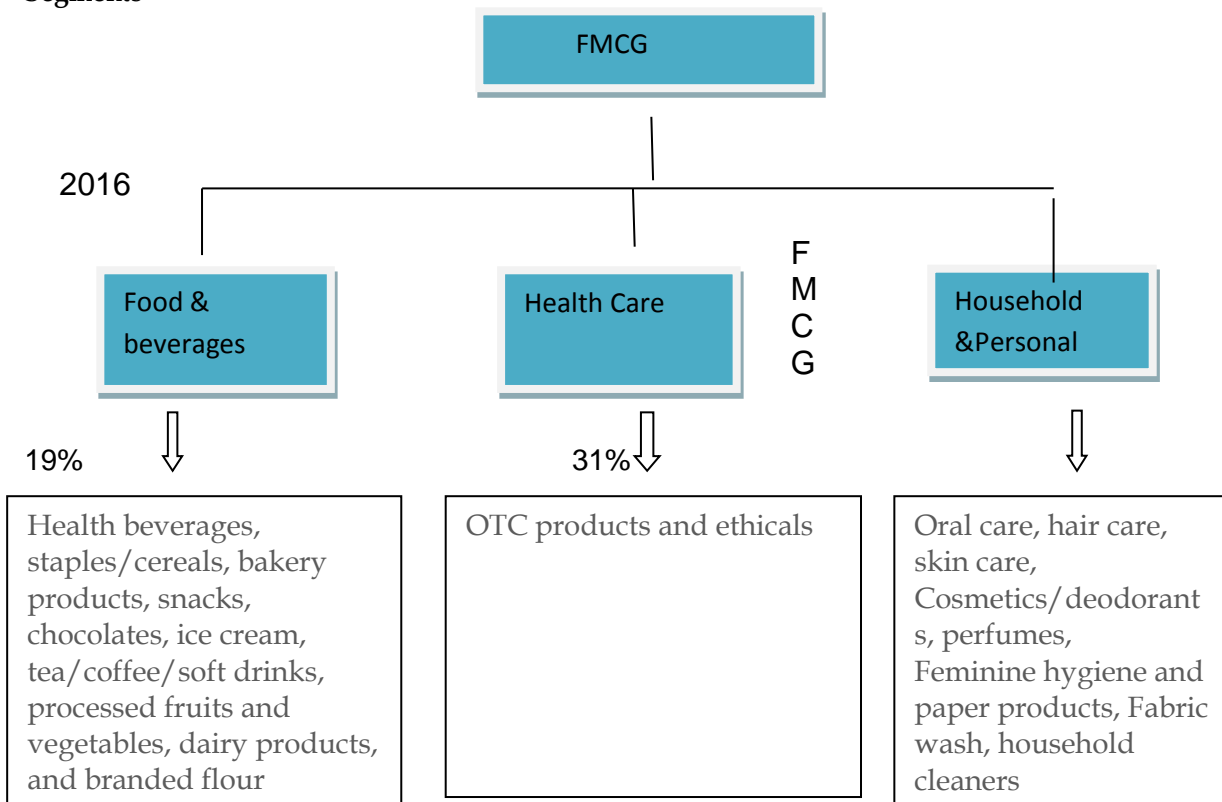 Segments
FMCG
2016
Food &
beverages
Health Care
F
M
C
G
Household
&Personal
19%
31%
Health beverages,
staples/cereals, bakery
products, snacks,
chocolates, ice cream,
tea/coffee/soft drinks,
processed fruits and
vegetables, dairy products,
and branded flour
OTC products and ethicals
Oral care, hair care,
skin care,
Cosmetics/deodorant
s, perfumes,
Feminine hygiene and
paper products, Fabric
wash, household
cleaners